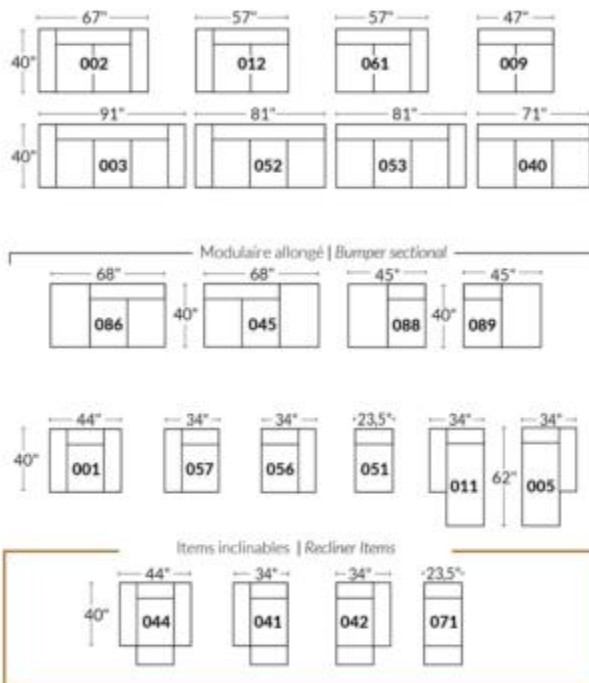 67" 57" 57" 47"
40" 002 012 061 009
91" 81" 81" 71"
40" 003 052 053 040
Modulaire allongé | Bumper sectional
68" 68" 45" 45"
086 40" 045 088 40" 089
44" 34" 34" 23,5" 34" 34"
40" 001 057 056 051 011 62" 005
Items inclinables | Recliner Items
44" 34" 34" 23,5"
40" 044 041 042 071